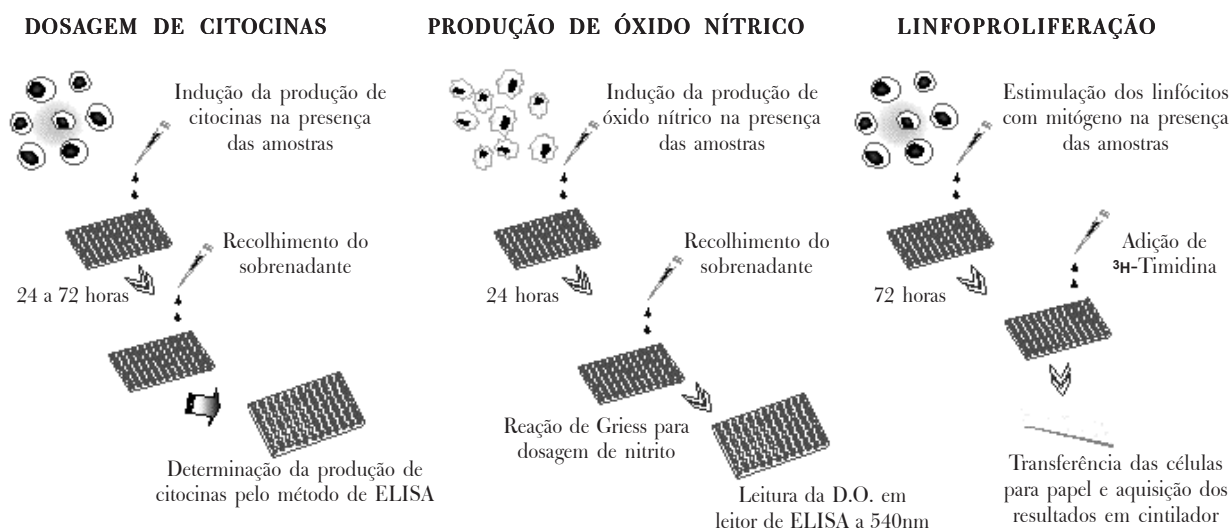 DOSAGEM DE CITOCINAS
Indução da produção de
citocinas na presença
das amostras
24 a 72 horas
Recolhimento do
sobrenadante
Determinação da produção de
citocinas pelo método de ELISA
PRODUÇÃO DE ÓXIDO NÍTRICO
Indução da produção de
óxido nítrico na presença
das amostras
24 horas
Recolhimento do
sobrenadante
Reação de Griess para
dosagem de nitrito
Leitura da D.O. em
leitor de ELISA a 540nm
LINFOPROLIFERAÇÃO
Estimulação dos linfócitos
com mitógeno na presença
das amostras
72 horas
Adição de
³H-Timidina
Transferência das células
para papel e aquisição dos
resultados em cintilador